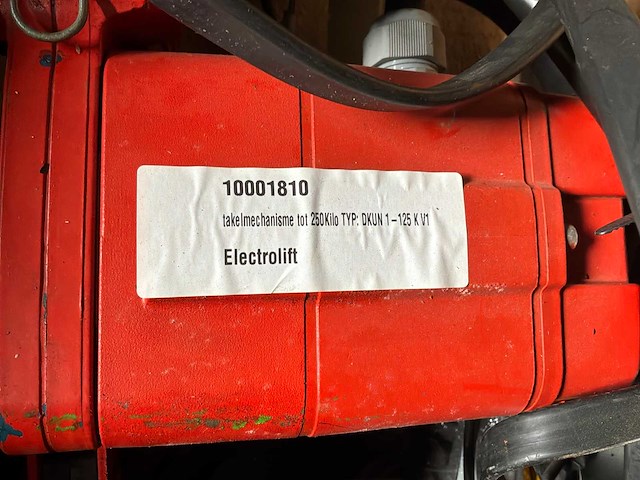 10001810
takelmechanisme tot 250Kilo TYP: DKUN 1-125 K V1
Electrolift